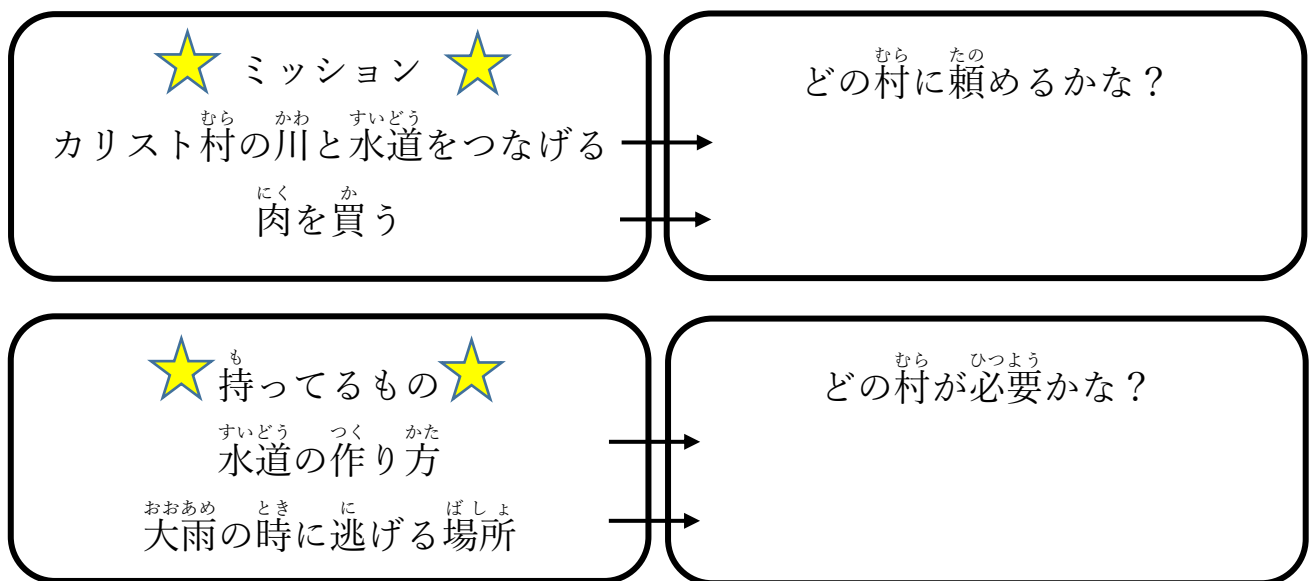 ミッション
カリスト村の川と水道をつなげる
肉を買う
どの村に頼めるかな？
持ってるもの
水道の作り方
大雨の時に逃げる場所
どの村が必要かな？